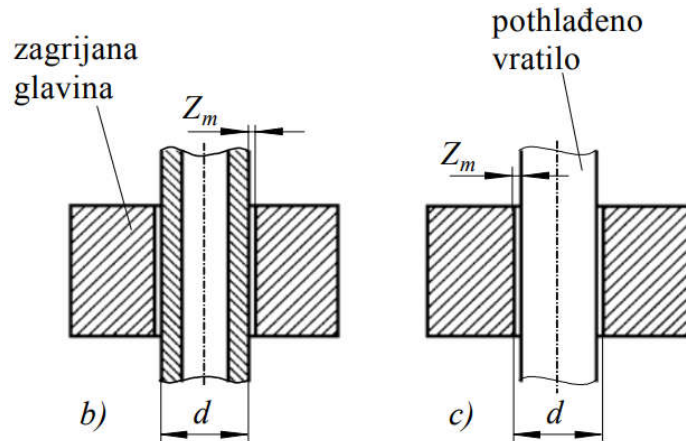 zagrijana
glavina
Z_m
b)
d
pothlađeno
vratilo
Z_m
c)
d